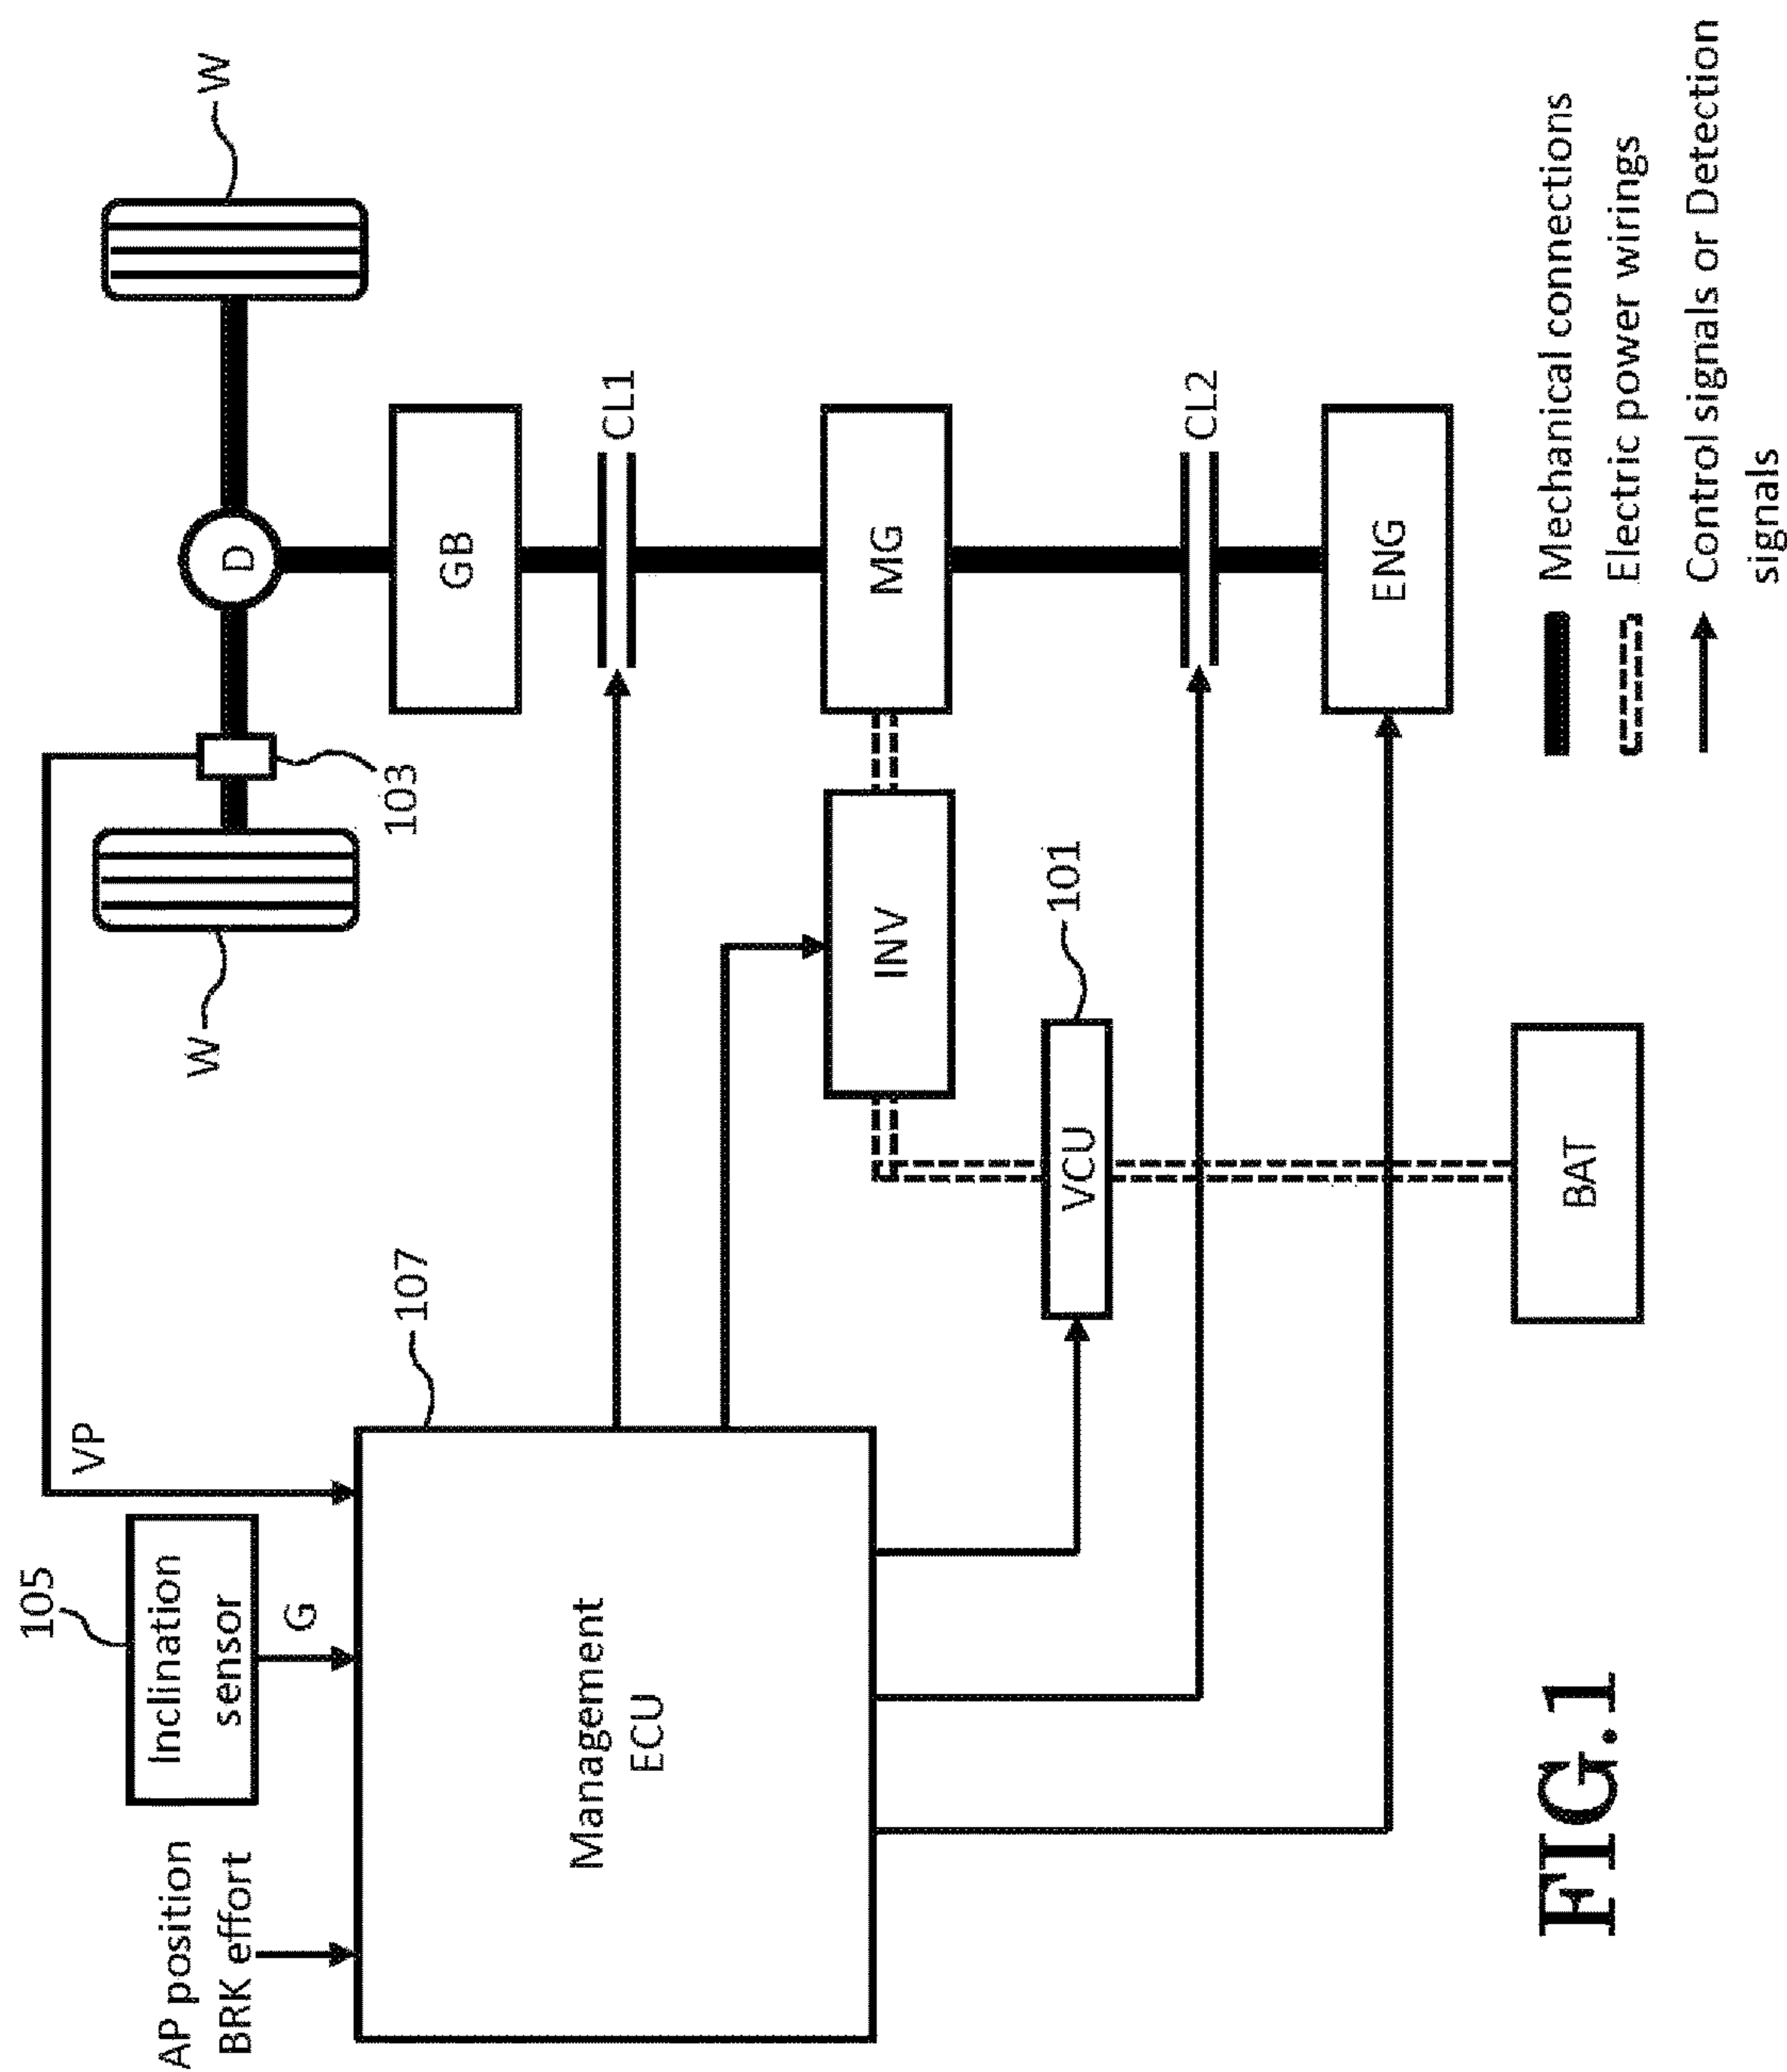 AP position
BRK effort
105
Inclination
sensor
G
VP
107
Management
ECU
W
103
W
D
GB
CL1
INV
MG
VCU
101
CL2
ENG
BAT
Mechanical connections
Electric power wirings
Control signals or Detection
signals
FIG.1